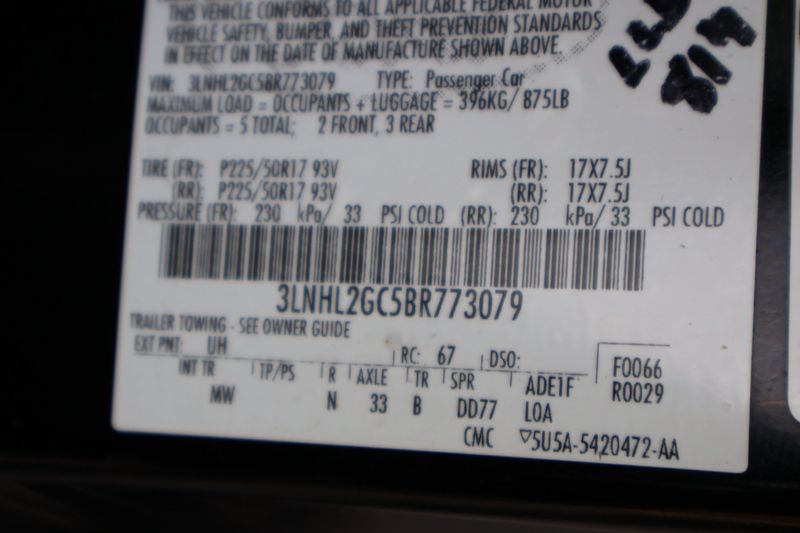 THIS VEHICLE CONFORMS TO ALL APPLICABLE FEDERAL MOTOR
VEHICLE SAFETY, BUMPER, AND THEFT PREVENTION STANDARDS
IN EFFECT ON THE DATE OF MANUFACTURE SHOWN ABOVE.
VIN: 3LNHL2GC5BR773079 TYPE: Passenger Car
MAXIMUM LOAD = OCCUPANTS + LUGGAGE = 396KG/ 875LB
OCCUPANTS = 5 TOTAL; 2 FRONT, 3 REAR
TIRE (FR): P225/50R17 93V RIMS (FR): 17X7.5J
(RR): P225/50R17 93V (RR): 17X7.5J
PRESSURE (FR): 230 kPa/ 33 PSI COLD (RR): 230 kPa/ 33 PSI COLD
3LNHL2GC5BR773079
TRAILER TOWING - SEE OWNER GUIDE
EXT PNT: UH RC: 67 DSO: F0066
INT TR TP/PS R AXLE TR SPR ADE1F R0029
MW N 33 B DD77 LOA
CMC ▽5U5A-5420472-AA